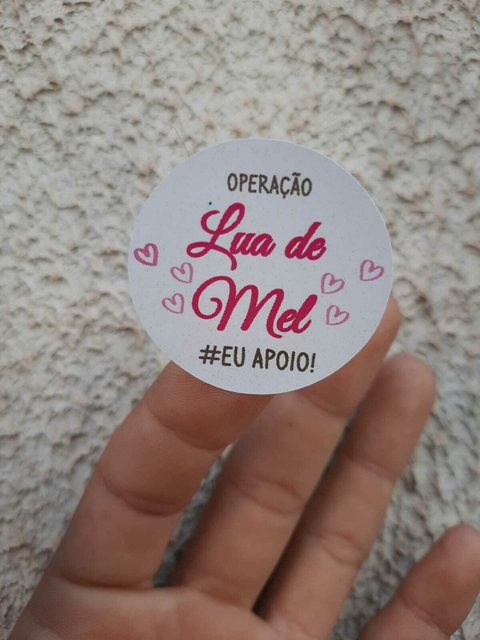 OPERAÇÃO
Lua de
Mel
#EU APOIO!